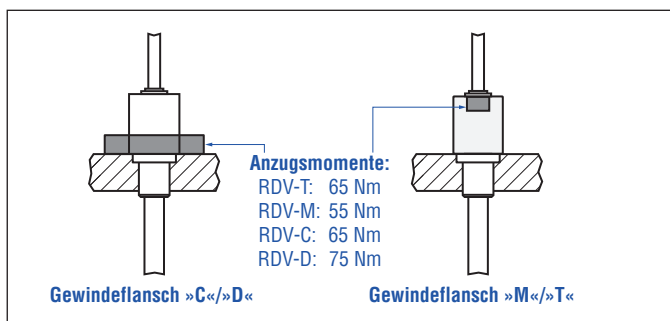 Anzugsmomente:
RDV-T: 65 Nm
RDV-M: 55 Nm
RDV-C: 65 Nm
RDV-D: 75 Nm
Gewindeflansch »C«/»D«
Gewindeflansch »M«/»T«